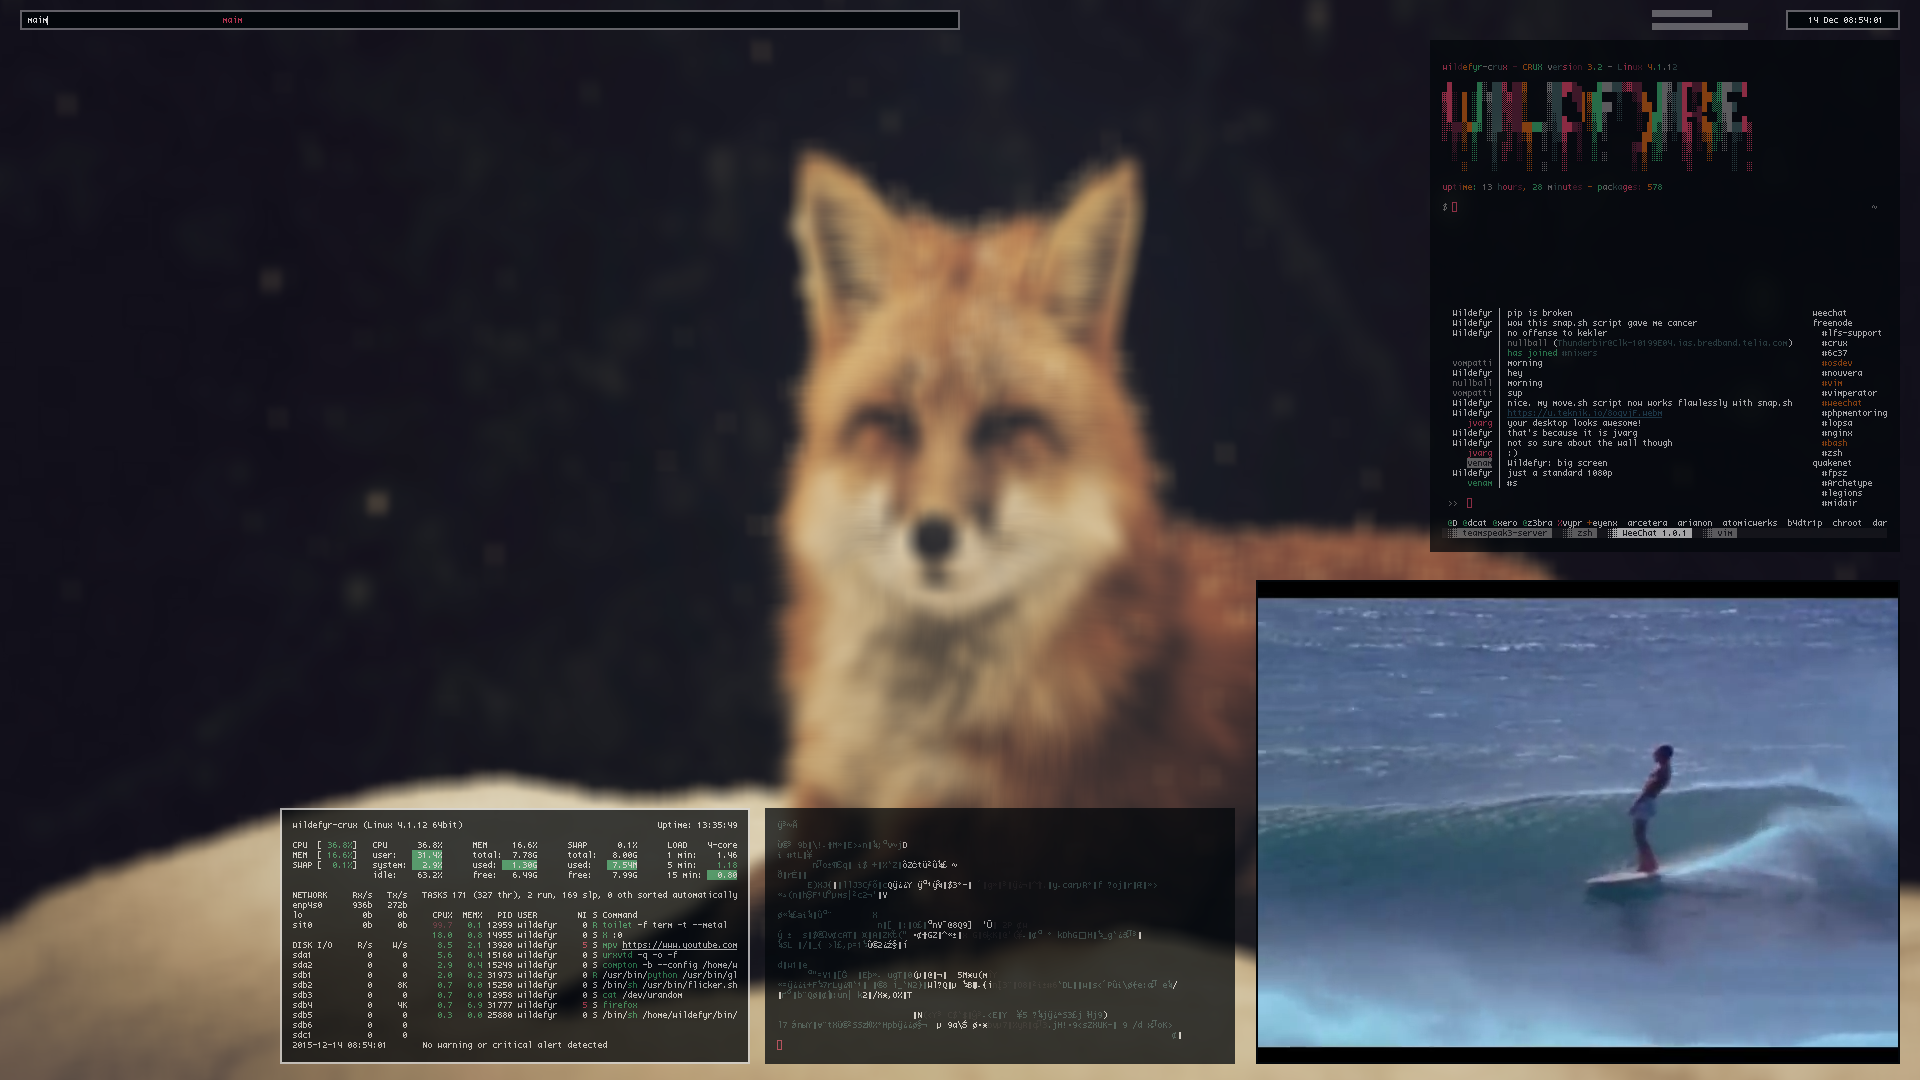 main main
14 Dec 08:54:01
wildefyr-crux - CRUX version 3.2 - Linux 4.1.12
WILDEFYRE
uptime: 13 hours, 28 minutes - packages: 578
$ ~
Wildefyr pip is broken
Wildefyr wow this snap.sh script gave me cancer
Wildefyr no offense to kekler
nullball (Thunderbir@Clk-10199E04.ias.bredband.telia.com)
has joined #nixers
vompatti morning
Wildefyr hey
nullball morning
vompatti sup
Wildefyr nice. my move.sh script now works flawlessly with snap.sh
Wildefyr https://u.teknik.io/8oqvjF.webm
jvarg your desktop looks awesome!
Wildefyr that's because it is jvarg
Wildefyr not so sure about the wall though
jvarg :)
venam Wildefyr: big screen
Wildefyr just a standard 1080p
venam #s
>>
weechat
freenode
#lfs-support
#crux
#6c37
#osdev
#nouvera
#vim
#vimperator
#weechat
#phpmentoring
#lopsa
#nginx
#bash
#zsh
quakenet
#fpsz
#Archetype
#legions
#midair
@D @dcat @xero @z3bra %vypr +eyenx arcetera arianon atomicwerks b4dtr1p chroot dar
teamspeak3-server zsh WeeChat 1.0.1 vim
wildefyr-crux (Linux 4.1.12 64bit) Uptime: 13:35:49
CPU [ 36.8%] CPU 36.8% MEM 16.6% SWAP 0.1% LOAD 4-core
MEM [ 16.6%] user: 31.4% total: 7.78G total: 8.00G 1 min: 1.46
SWAP [ 0.1%] system: 2.9% used: 1.30G used: 7.54M 5 min: 1.18
idle: 63.2% free: 6.49G free: 7.99G 15 min: 0.80
NETWORK Rx/s Tx/s TASKS 171 (327 thr), 2 run, 169 slp, 0 oth sorted automatically
enp4s0 936b 272b
lo 0b 0b CPU% MEM% PID USER NI S Command
sit0 0b 0b 0.1 12959 wildefyr 0 R toilet -f term -t --metal
18.0 0.8 14955 wildefyr 0 S X :0
DISK I/O R/s W/s 8.5 2.1 13920 wildefyr 5 S mpv https://www.youtube.com
sda1 0 0 5.6 0.4 15160 wildefyr 0 S urxvtd -q -o -f
sda2 0 0 2.9 0.4 15249 wildefyr 0 S compton -b --config /home/w
sdb1 0 0 2.0 0.2 31973 wildefyr 0 R /usr/bin/python /usr/bin/gl
sdb2 0 8K 0.7 0.0 15250 wildefyr 0 S /bin/sh /usr/bin/flicker.sh
sdb3 0 0 0.7 0.0 12958 wildefyr 0 S cat /dev/urandom
sdb4 0 4K 0.7 6.9 31777 wildefyr 5 S firefox
sdb5 0 0 0.3 0.0 25880 wildefyr 0 S /bin/sh /home/wildefyr/bin/
sdb6 0 0
sdc1 0 0
2015-12-14 08:54:01 No warning or critical alert detected